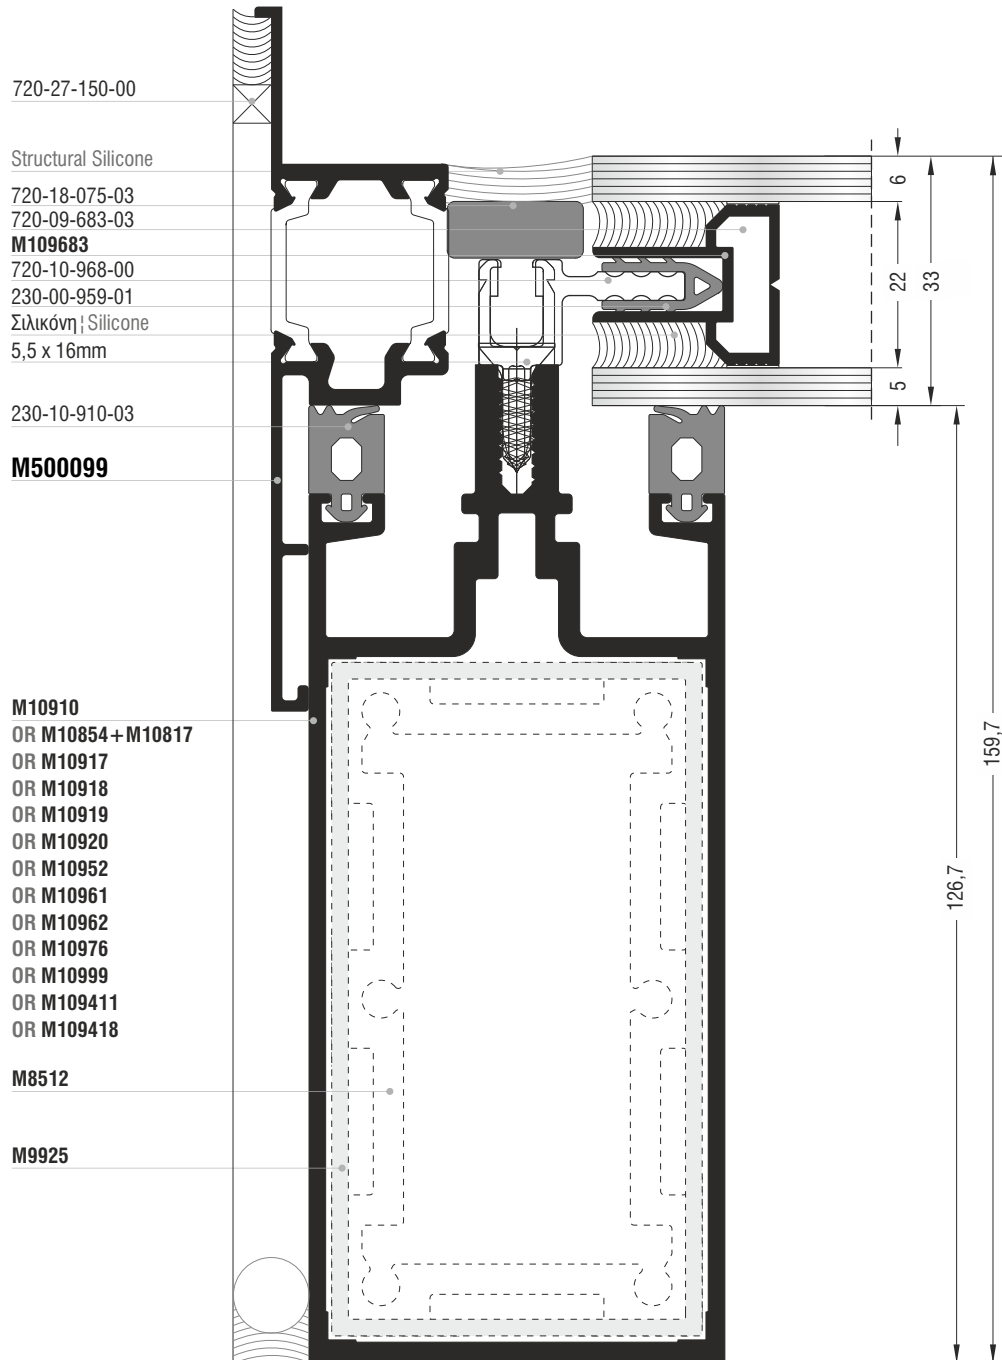 720-27-150-00
Structural Silicone
720-18-075-03
720-09-683-03
M109683
720-10-968-00
230-00-959-01
Σιλικόνη ¦ Silicone
5,5 x 16mm
230-10-910-03
M500099
M10910
OR M10854+M10817
OR M10917
OR M10918
OR M10919
OR M10920
OR M10952
OR M10961
OR M10962
OR M10976
OR M10999
OR M109411
OR M109418
M8512
M9925
6
22
33
5
159,7
126,7